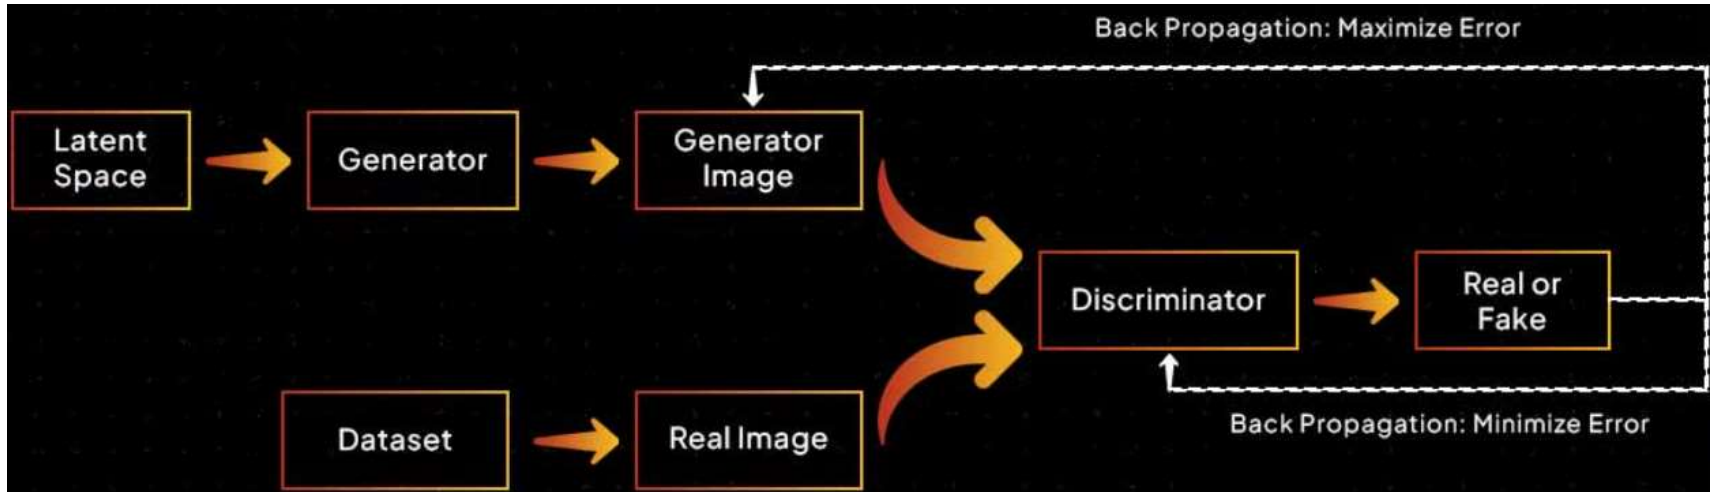 Back Propagation: Maximize Error
Latent
Space
Generator
Generator
Image
Discriminator
Real or
Fake
Dataset
Real Image
Back Propagation: Minimize Error